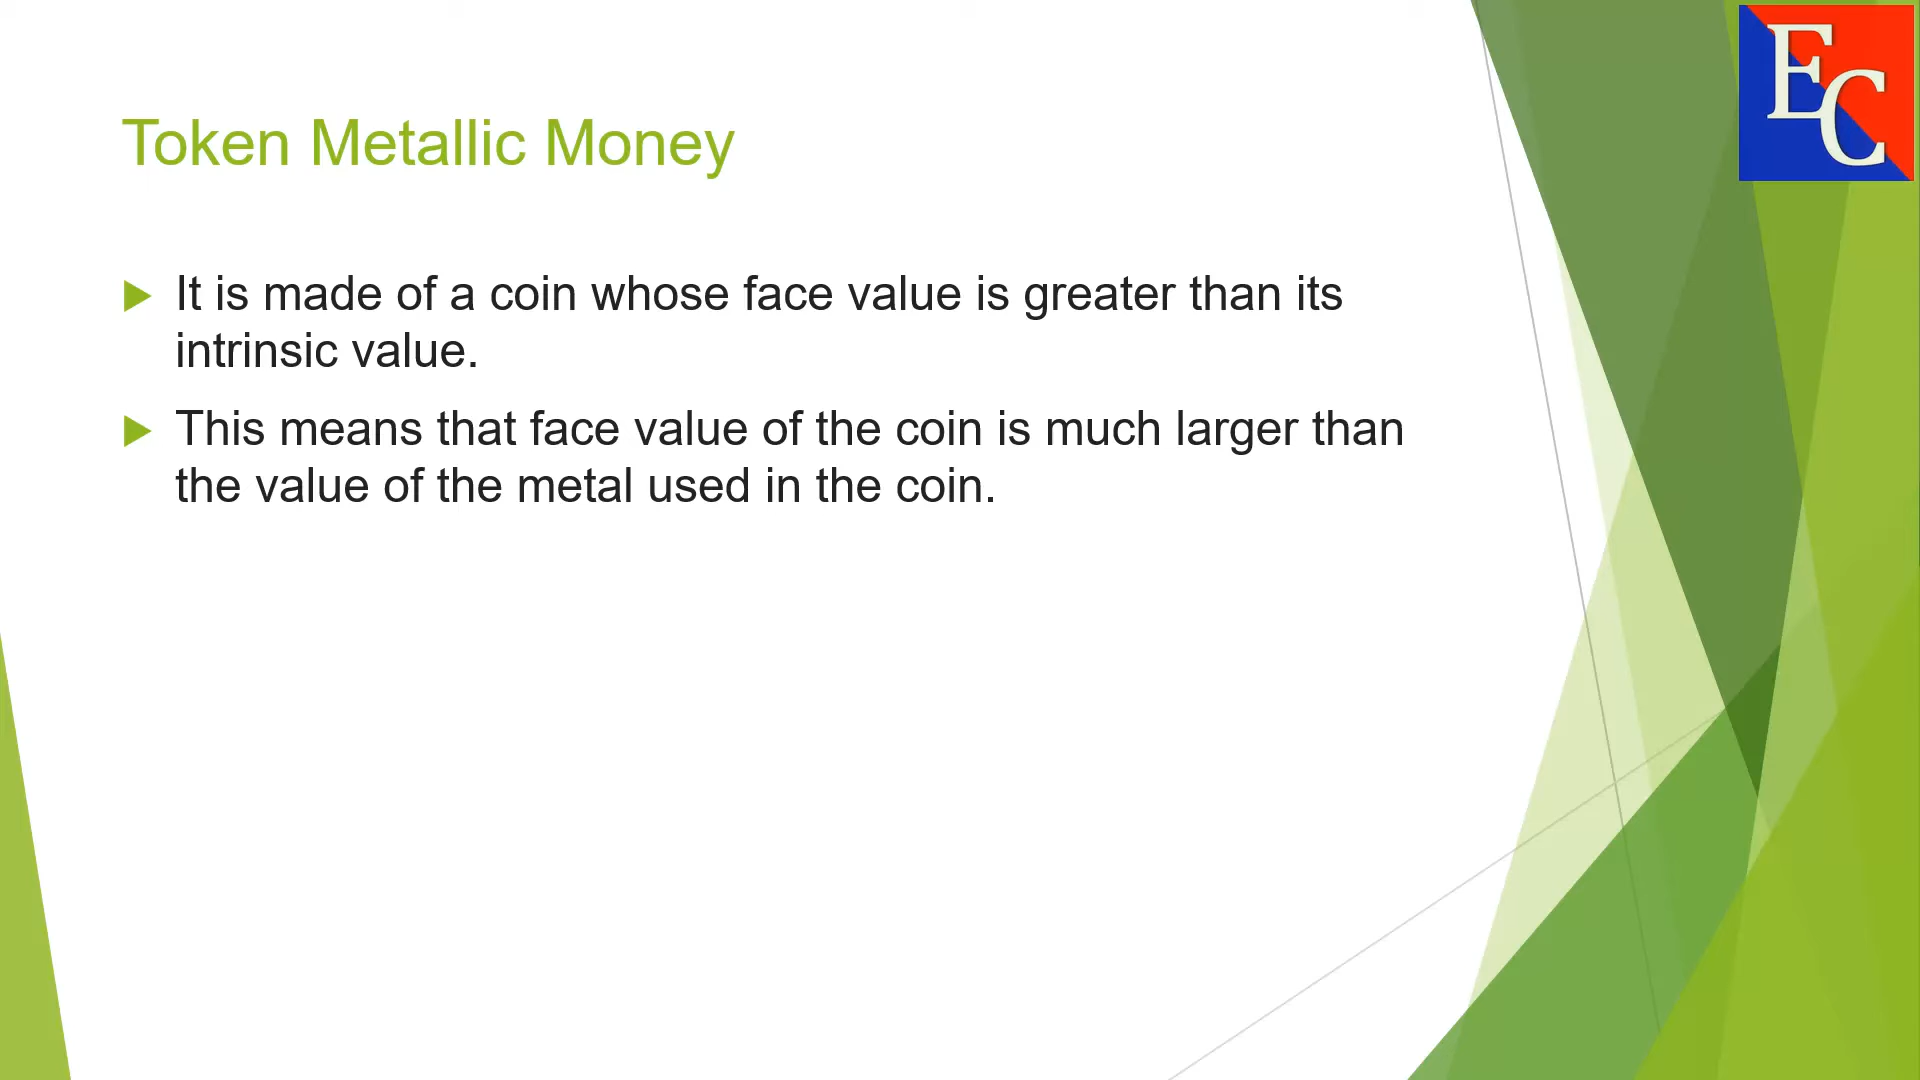 EC
Token Metallic Money
It is made of a coin whose face value is greater than its
intrinsic value.
This means that face value of the coin is much larger than
the value of the metal used in the coin.